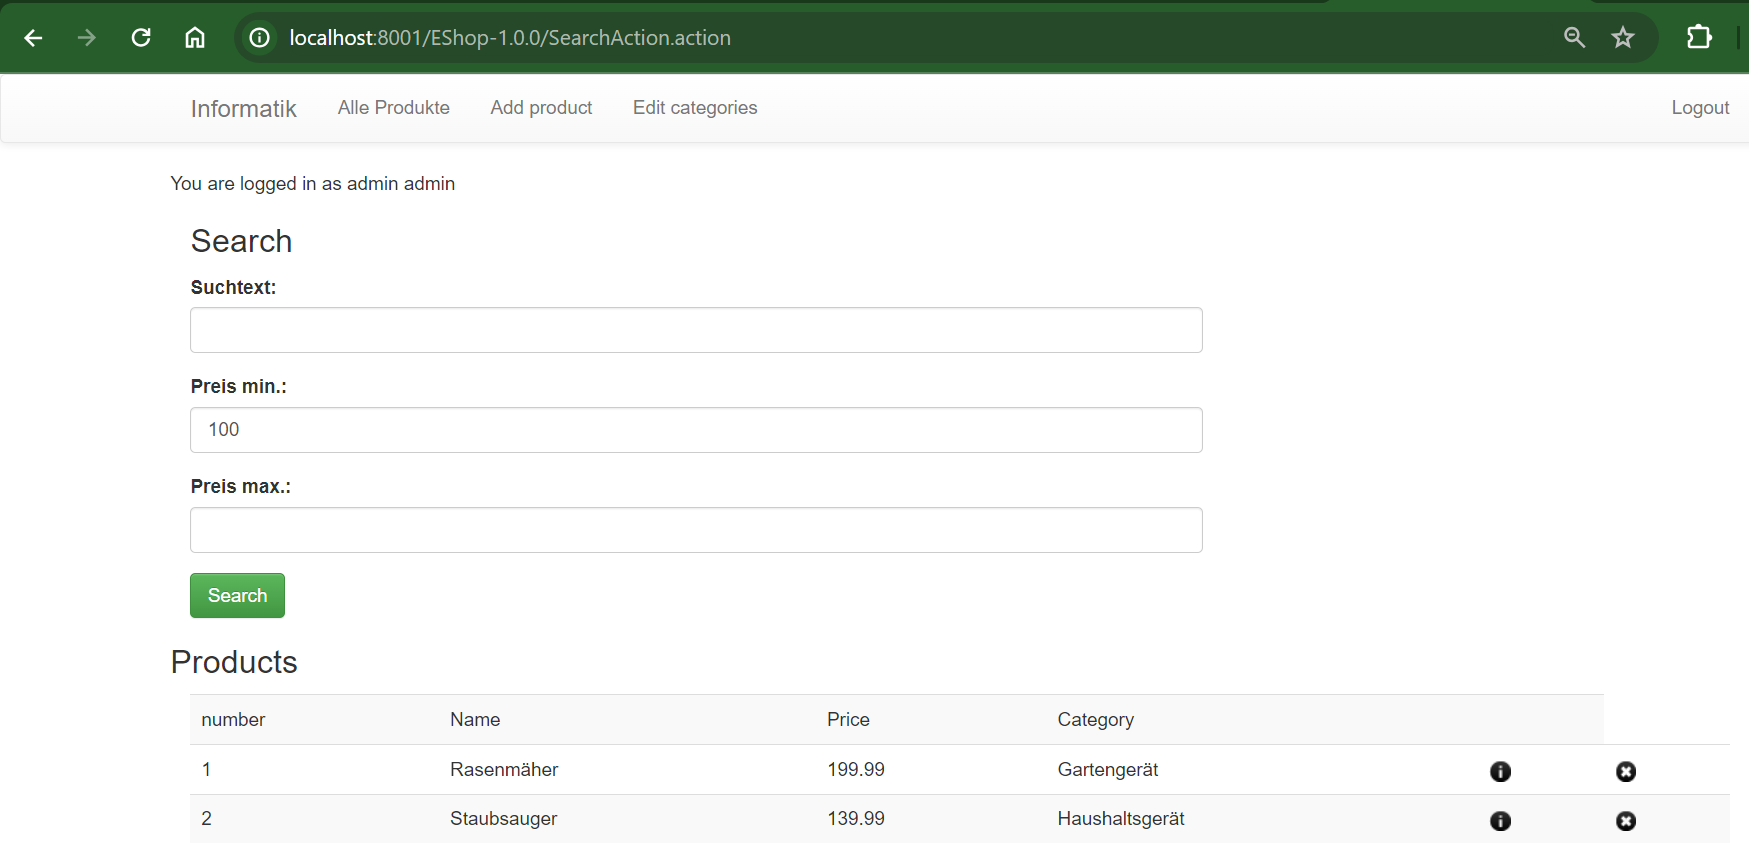 localhost:8001/EShop-1.0.0/SearchAction.action
Informatik Alle Produkte Add product Edit categories Logout
You are logged in as admin admin
Search
Suchtext:
Preis min.:
100
Preis max.:
Search
Products
number Name Price Category
1 Rasenmäher 199.99 Gartengerät
2 Staubsauger 139.99 Haushaltsgerät